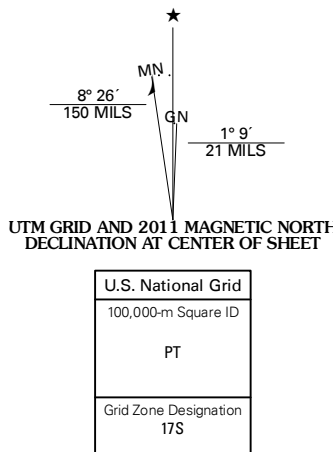 ★
MN
GN
8° 26´
150 MILS
1° 9´
21 MILS
UTM GRID AND 2011 MAGNETIC NORTH
DECLINATION AT CENTER OF SHEET
U.S. National Grid
100,000-m Square ID
PT
Grid Zone Designation
17S